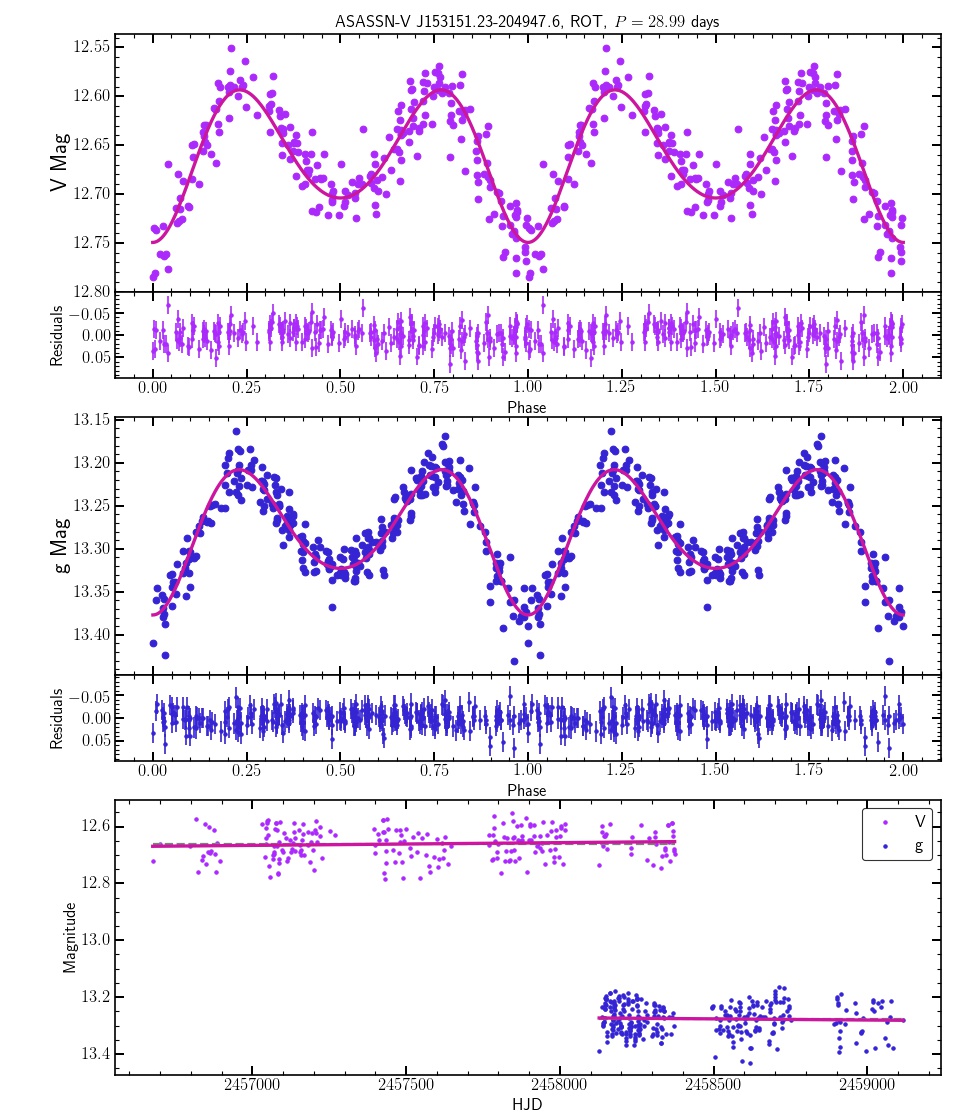 ASASSN-V J153151.23-204947.6, ROT, P = 28.99 days
12.55
12.60
12.65
12.70
12.75
12.80
V Mag
−0.05
0.00
0.05
Residuals
0.00 0.25 0.50 0.75 1.00 1.25 1.50 1.75 2.00
Phase
13.15
13.20
13.25
13.30
13.35
13.40
g Mag
−0.05
0.00
0.05
Residuals
0.00 0.25 0.50 0.75 1.00 1.25 1.50 1.75 2.00
Phase
12.6
12.8
13.0
13.2
13.4
Magnitude
V
g
2457000 2457500 2458000 2458500 2459000
HJD